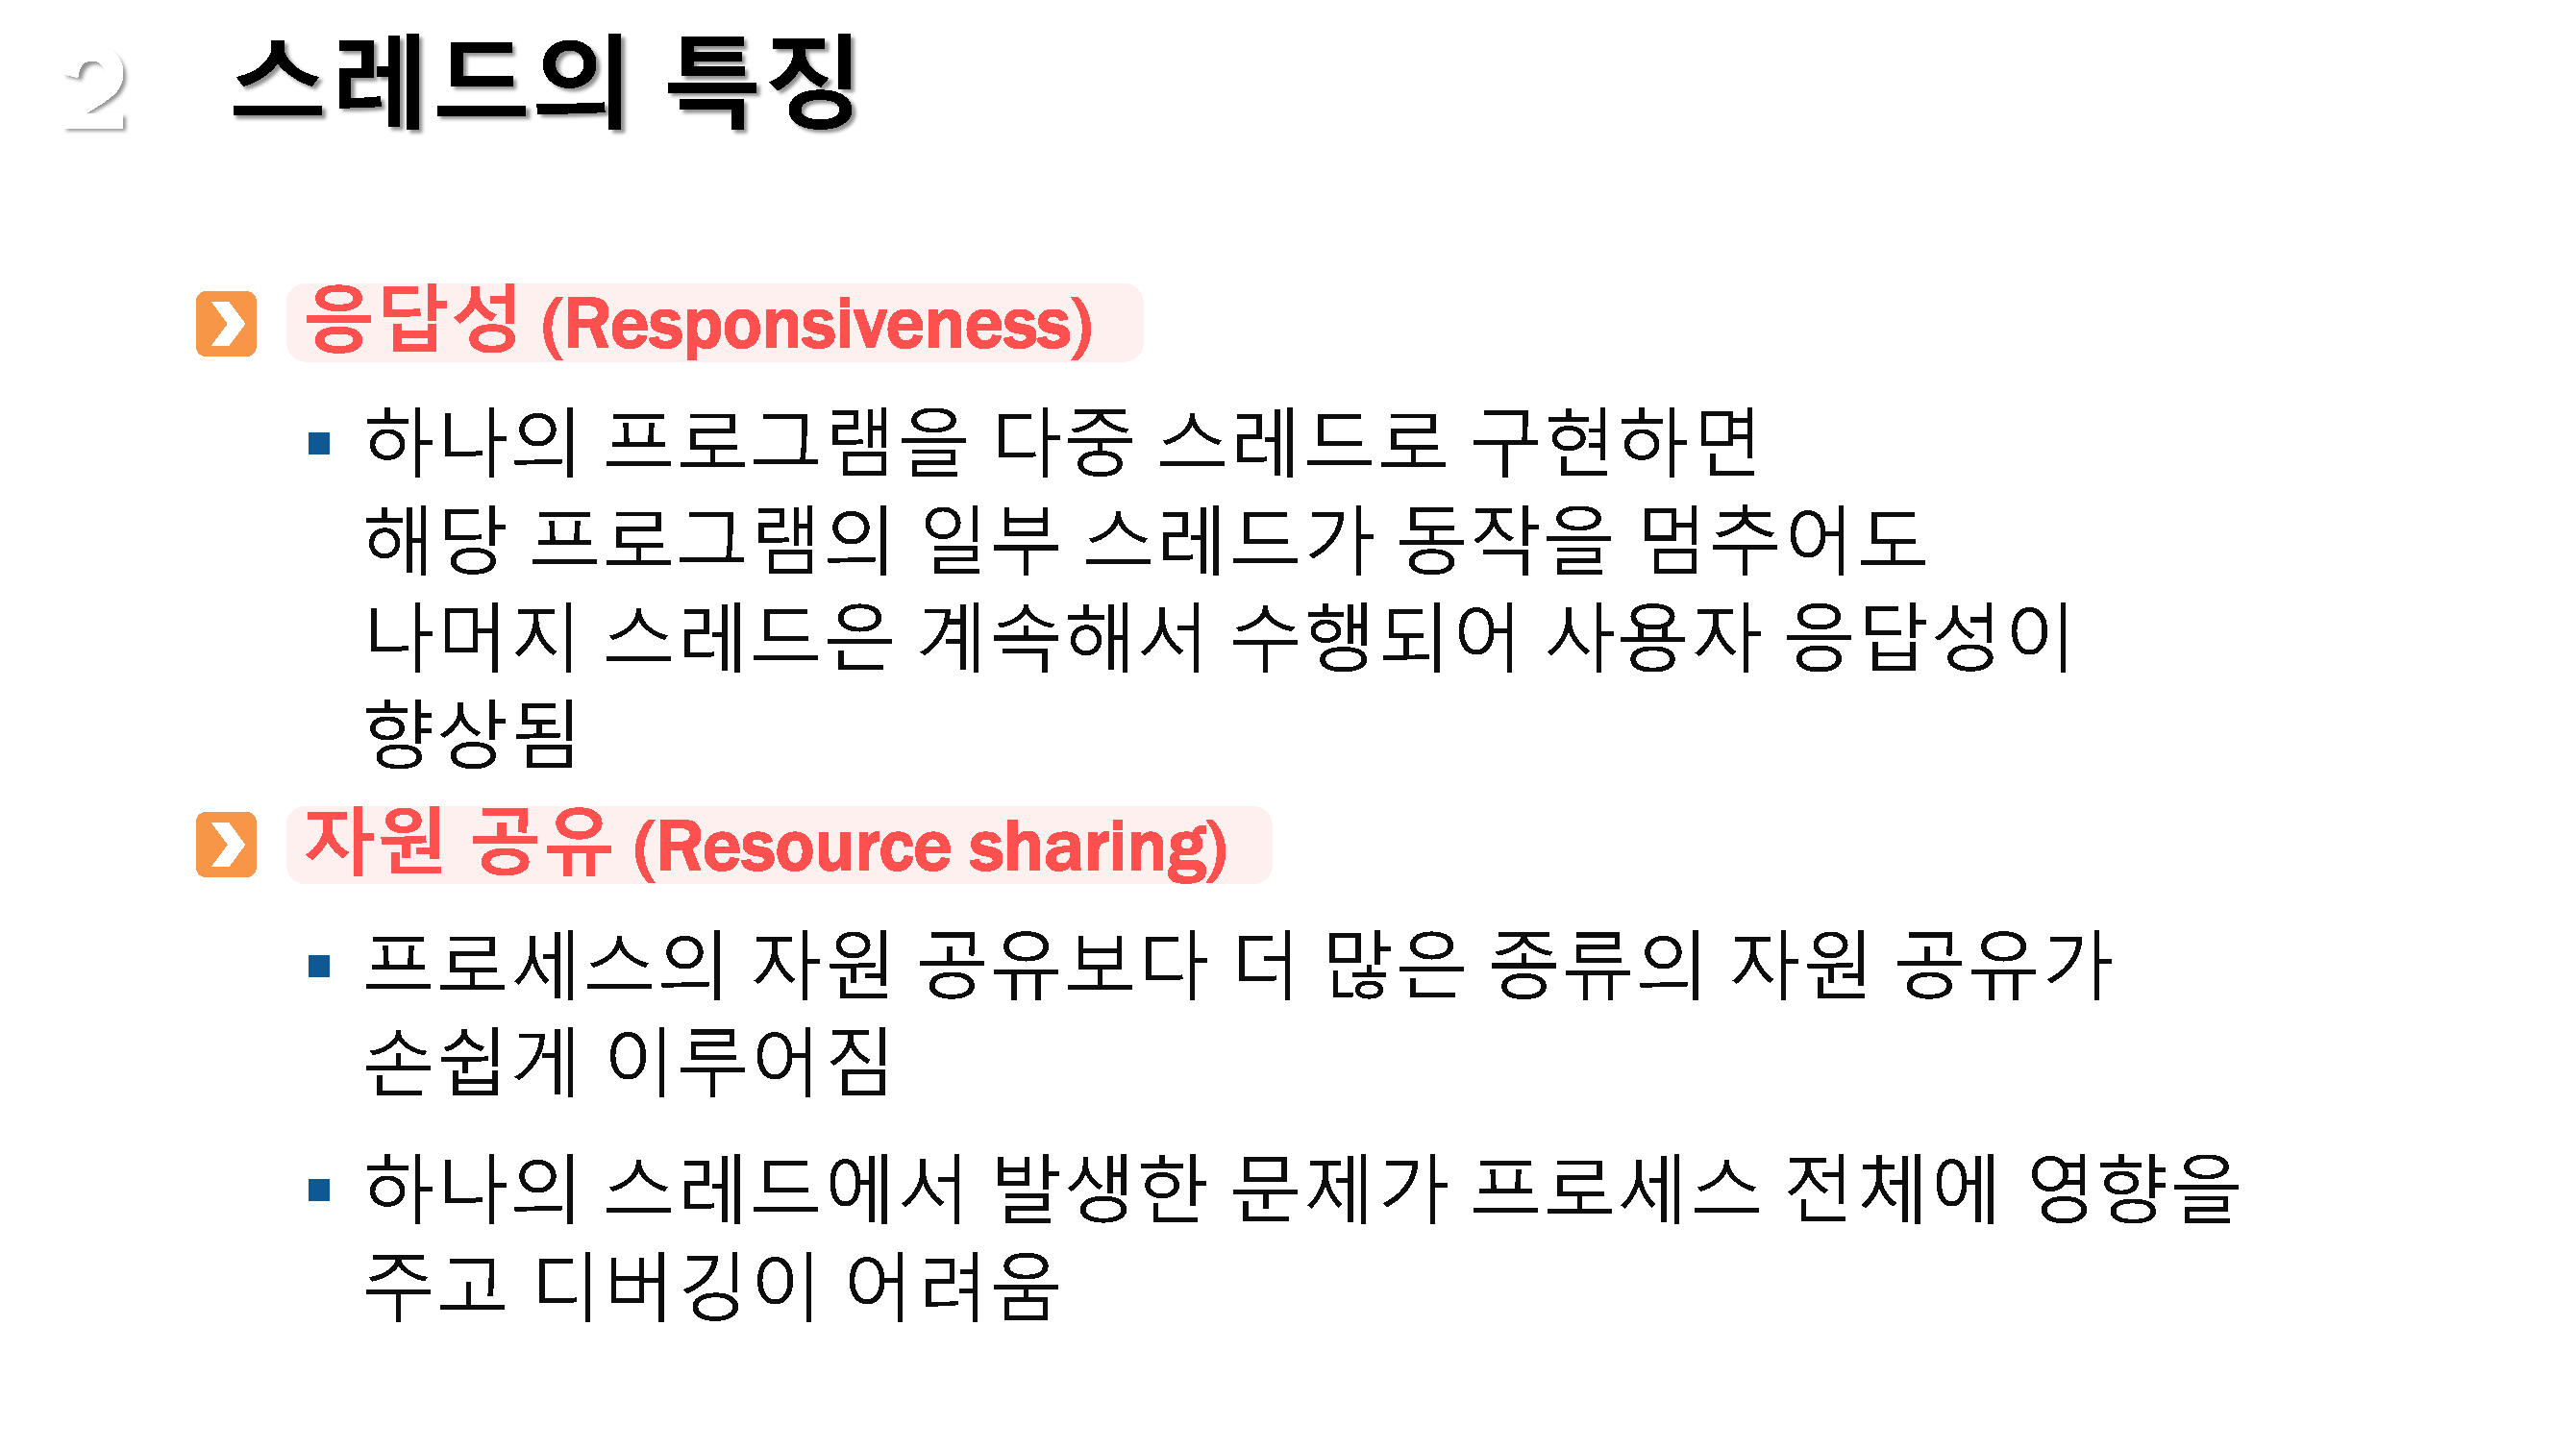 2 스레드의 특징
응답성 (Responsiveness)
▪ 하나의 프로그램을 다중 스레드로 구현하면
해당 프로그램의 일부 스레드가 동작을 멈추어도
나머지 스레드은 계속해서 수행되어 사용자 응답성이
향상됨
자원 공유 (Resource sharing)
▪ 프로세스의 자원 공유보다 더 많은 종류의 자원 공유가
손쉽게 이루어짐
▪ 하나의 스레드에서 발생한 문제가 프로세스 전체에 영향을
주고 디버깅이 어려움